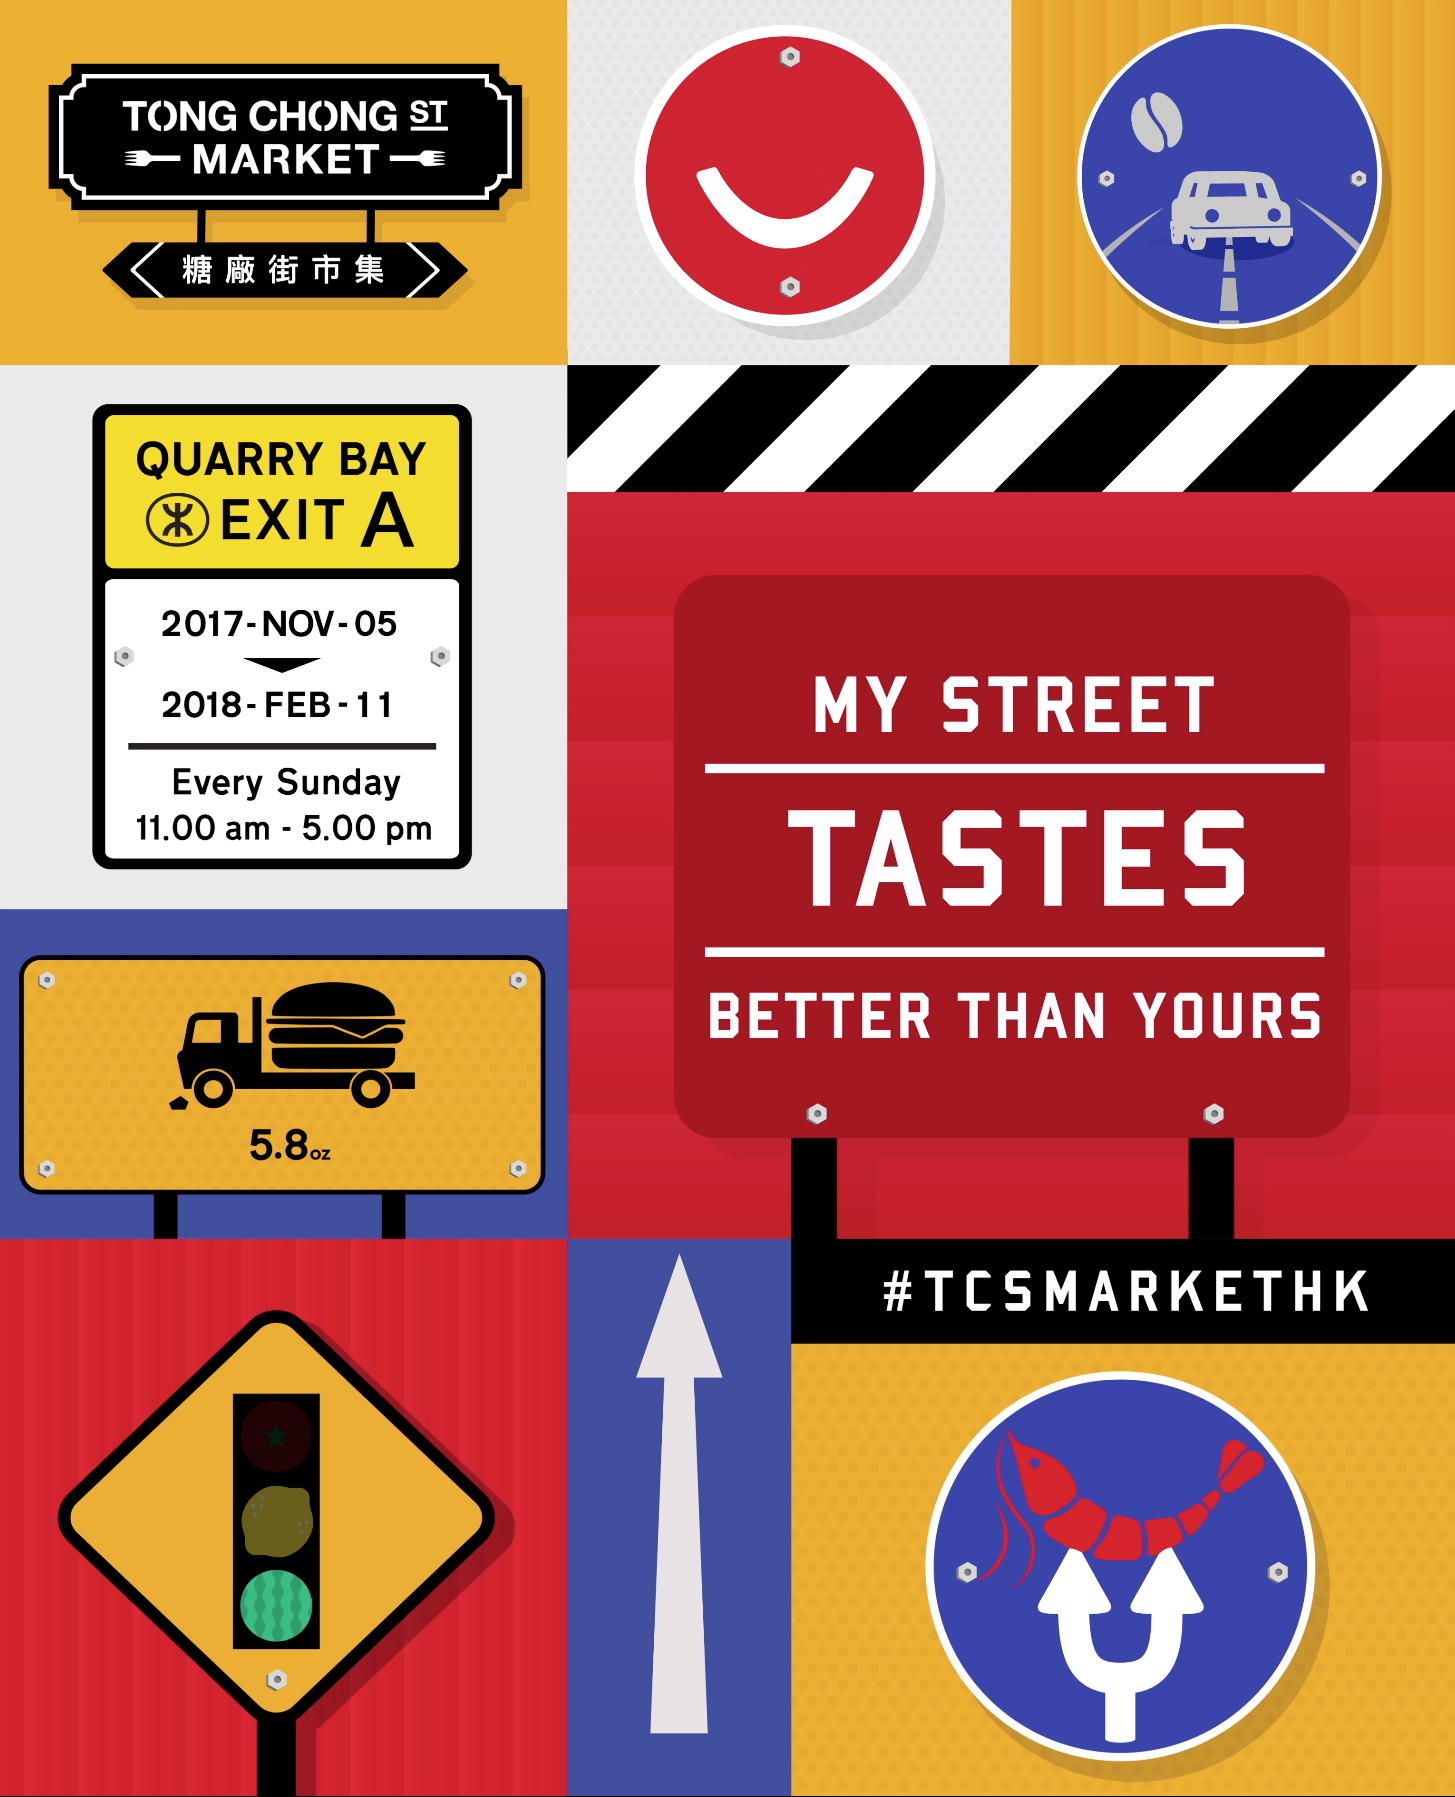 TONG CHONG ST
MARKET
糖廠街市集
QUARRY BAY
EXIT A
2017-NOV-05
2018-FEB-11
Every Sunday
11.00 am - 5.00 pm
MY STREET
TASTES
BETTER THAN YOURS
5.8oz
#TCSMARKETHK